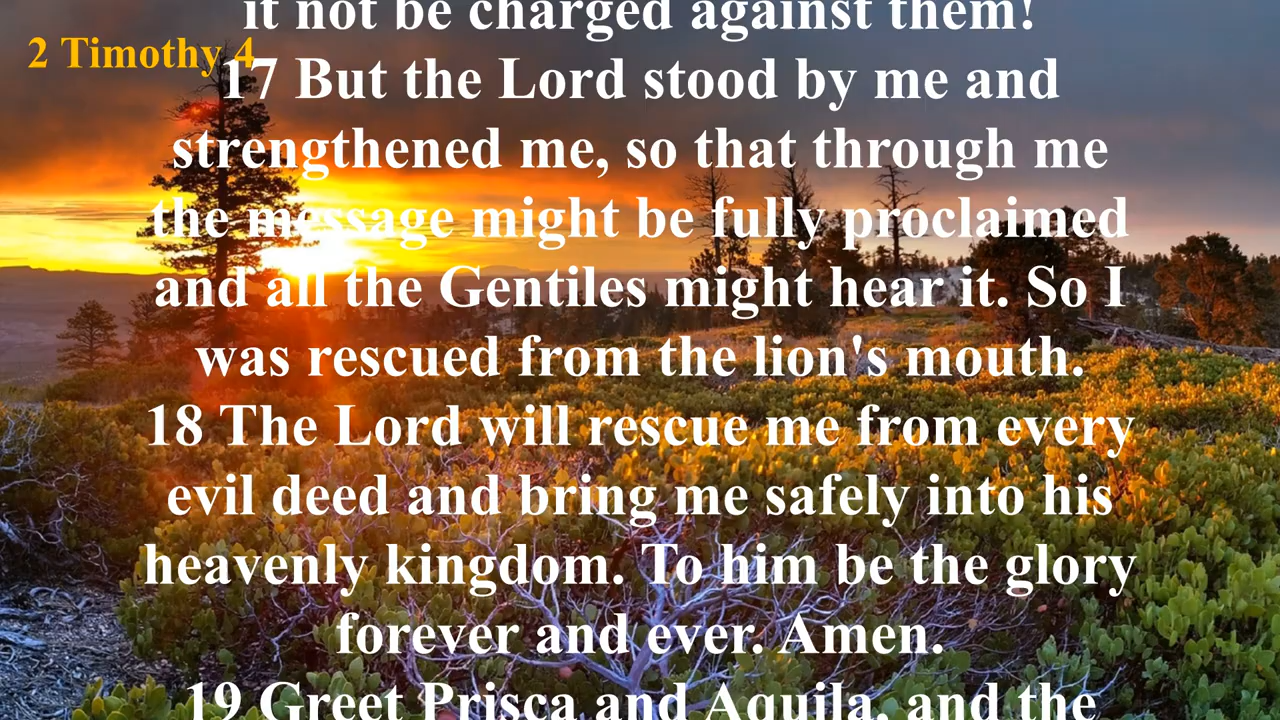 it not be charged against them!
2 Timothy 4
17 But the Lord stood by me and
strengthened me, so that through me
the message might be fully proclaimed
and all the Gentiles might hear it. So I
was rescued from the lion's mouth.
18 The Lord will rescue me from every
evil deed and bring me safely into his
heavenly kingdom. To him be the glory
forever and ever. Amen.
19 Greet Prisca and Aquila, and the